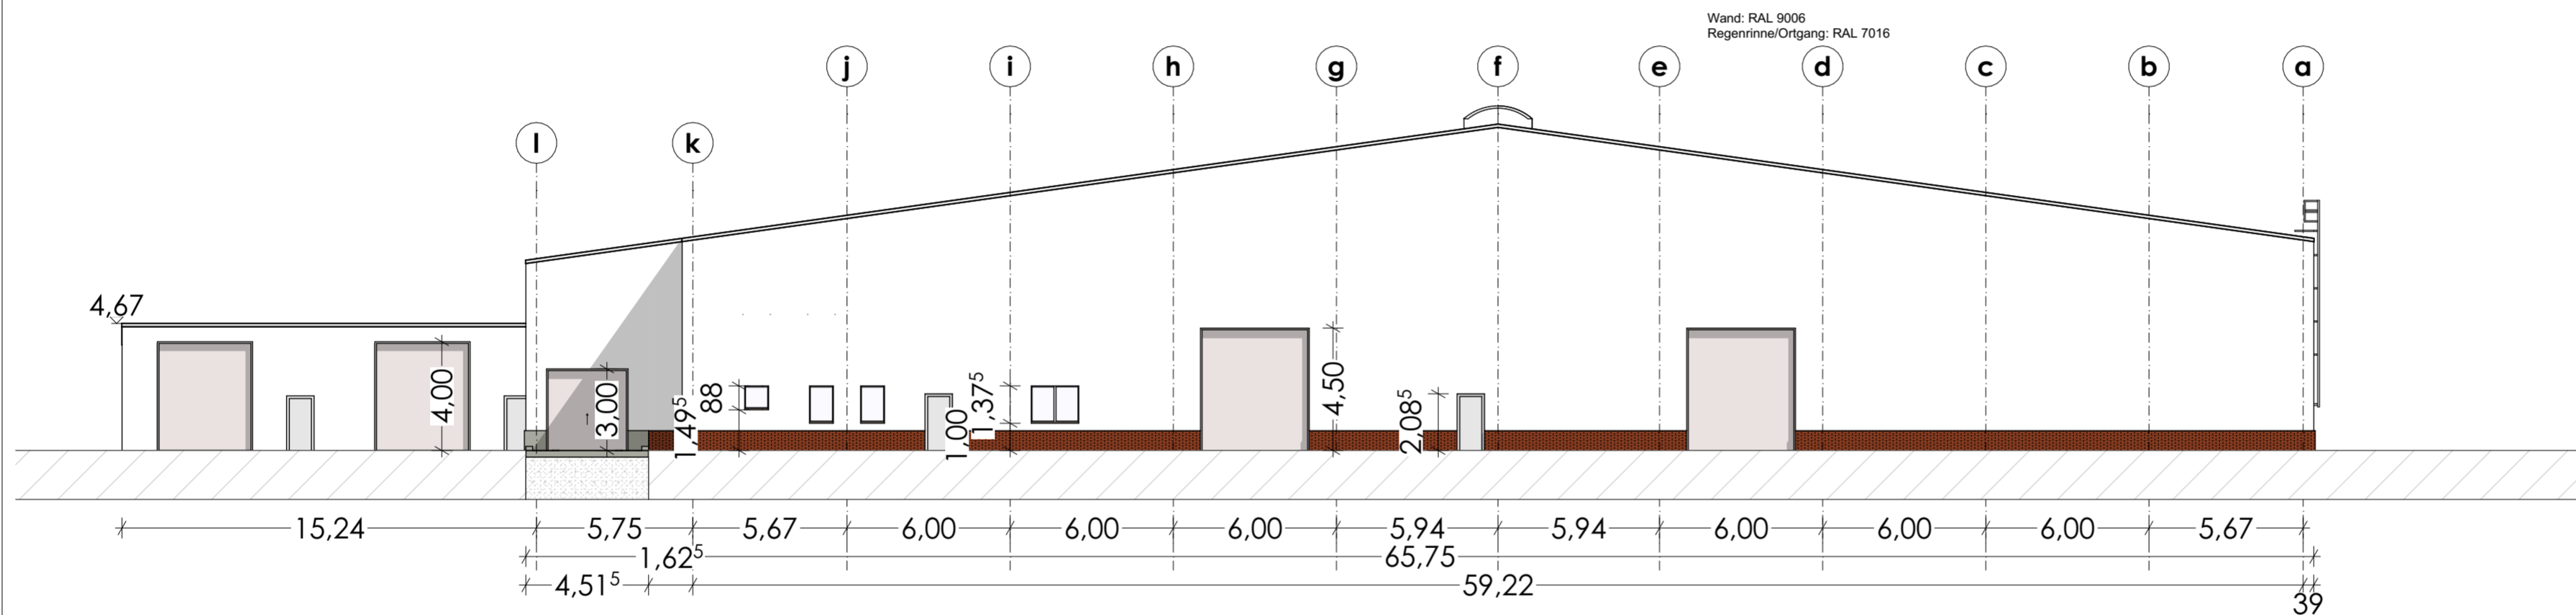 Wand: RAL 9006
Regenrinne/Ortgang: RAL 7016
j i h g f e d c b a
l k
4,67
4,00
3,00
1,49⁵
88
1,00
1,37⁵
4,50
2,08⁵
15,24 5,75 5,67 6,00 6,00 6,00 5,94 5,94 6,00 6,00 6,00 5,67
1,62⁵ 65,75
4,51⁵ 59,22
39